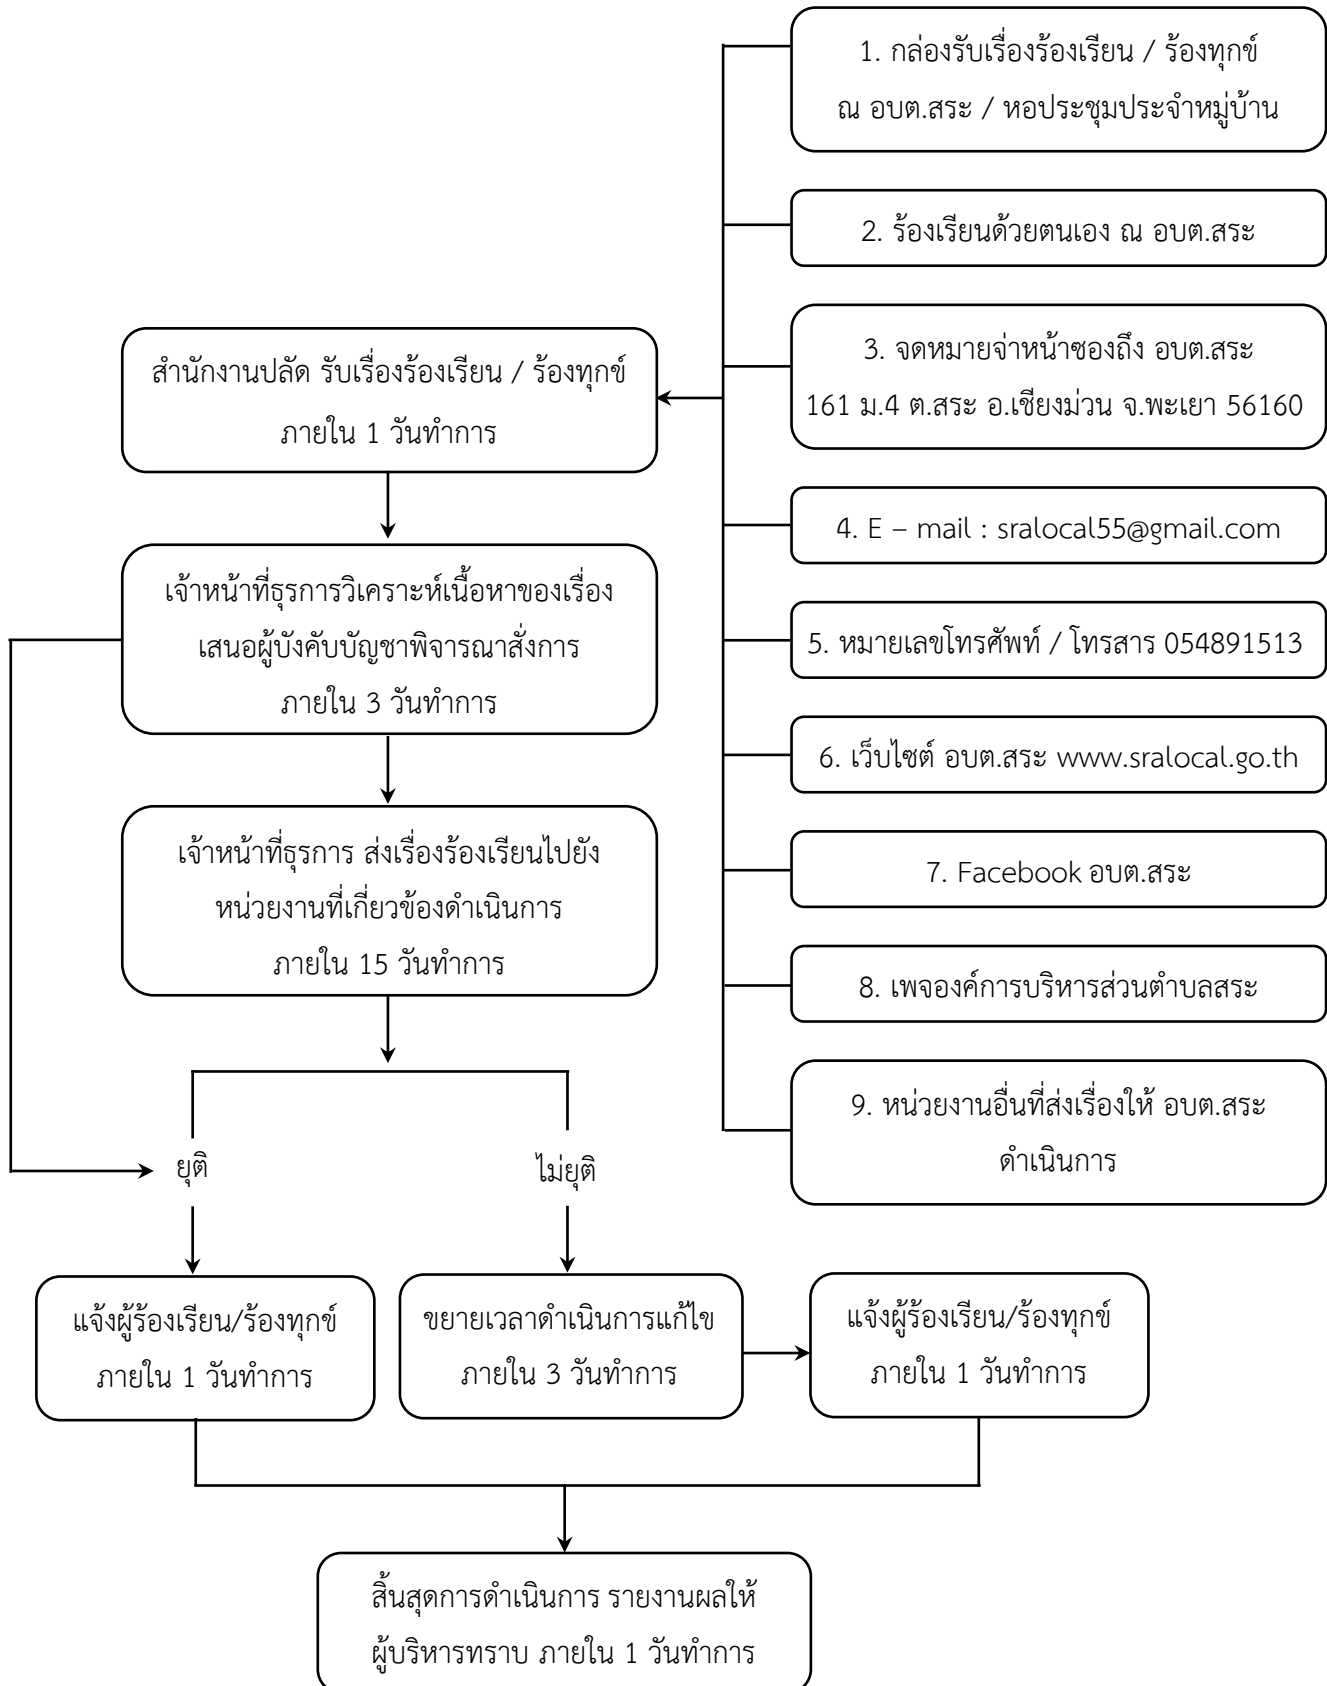 1. กล่องรับเรื่องร้องเรียน / ร้องทุกข์
ณ อบต.สระ / หอประชุมประจำหมู่บ้าน
2. ร้องเรียนด้วยตนเอง ณ อบต.สระ
3. จดหมายจ่าหน้าซองถึง อบต.สระ
161 ม.4 ต.สระ อ.เชียงม่วน จ.พะเยา 56160
4. E – mail : sralocal55@gmail.com
5. หมายเลขโทรศัพท์ / โทรสาร 054891513
6. เว็บไซต์ อบต.สระ www.sralocal.go.th
7. Facebook อบต.สระ
8. เพจองค์การบริหารส่วนตำบลสระ
9. หน่วยงานอื่นที่ส่งเรื่องให้ อบต.สระ
ดำเนินการ
สำนักงานปลัด รับเรื่องร้องเรียน / ร้องทุกข์
ภายใน 1 วันทำการ
เจ้าหน้าที่ธุรการวิเคราะห์เนื้อหาของเรื่อง
เสนอผู้บังคับบัญชาพิจารณาสั่งการ
ภายใน 3 วันทำการ
เจ้าหน้าที่ธุรการ ส่งเรื่องร้องเรียนไปยัง
หน่วยงานที่เกี่ยวข้องดำเนินการ
ภายใน 15 วันทำการ
ยุติ
ไม่ยุติ
แจ้งผู้ร้องเรียน/ร้องทุกข์
ภายใน 1 วันทำการ
ขยายเวลาดำเนินการแก้ไข
ภายใน 3 วันทำการ
แจ้งผู้ร้องเรียน/ร้องทุกข์
ภายใน 1 วันทำการ
สิ้นสุดการดำเนินการ รายงานผลให้
ผู้บริหารทราบ ภายใน 1 วันทำการ